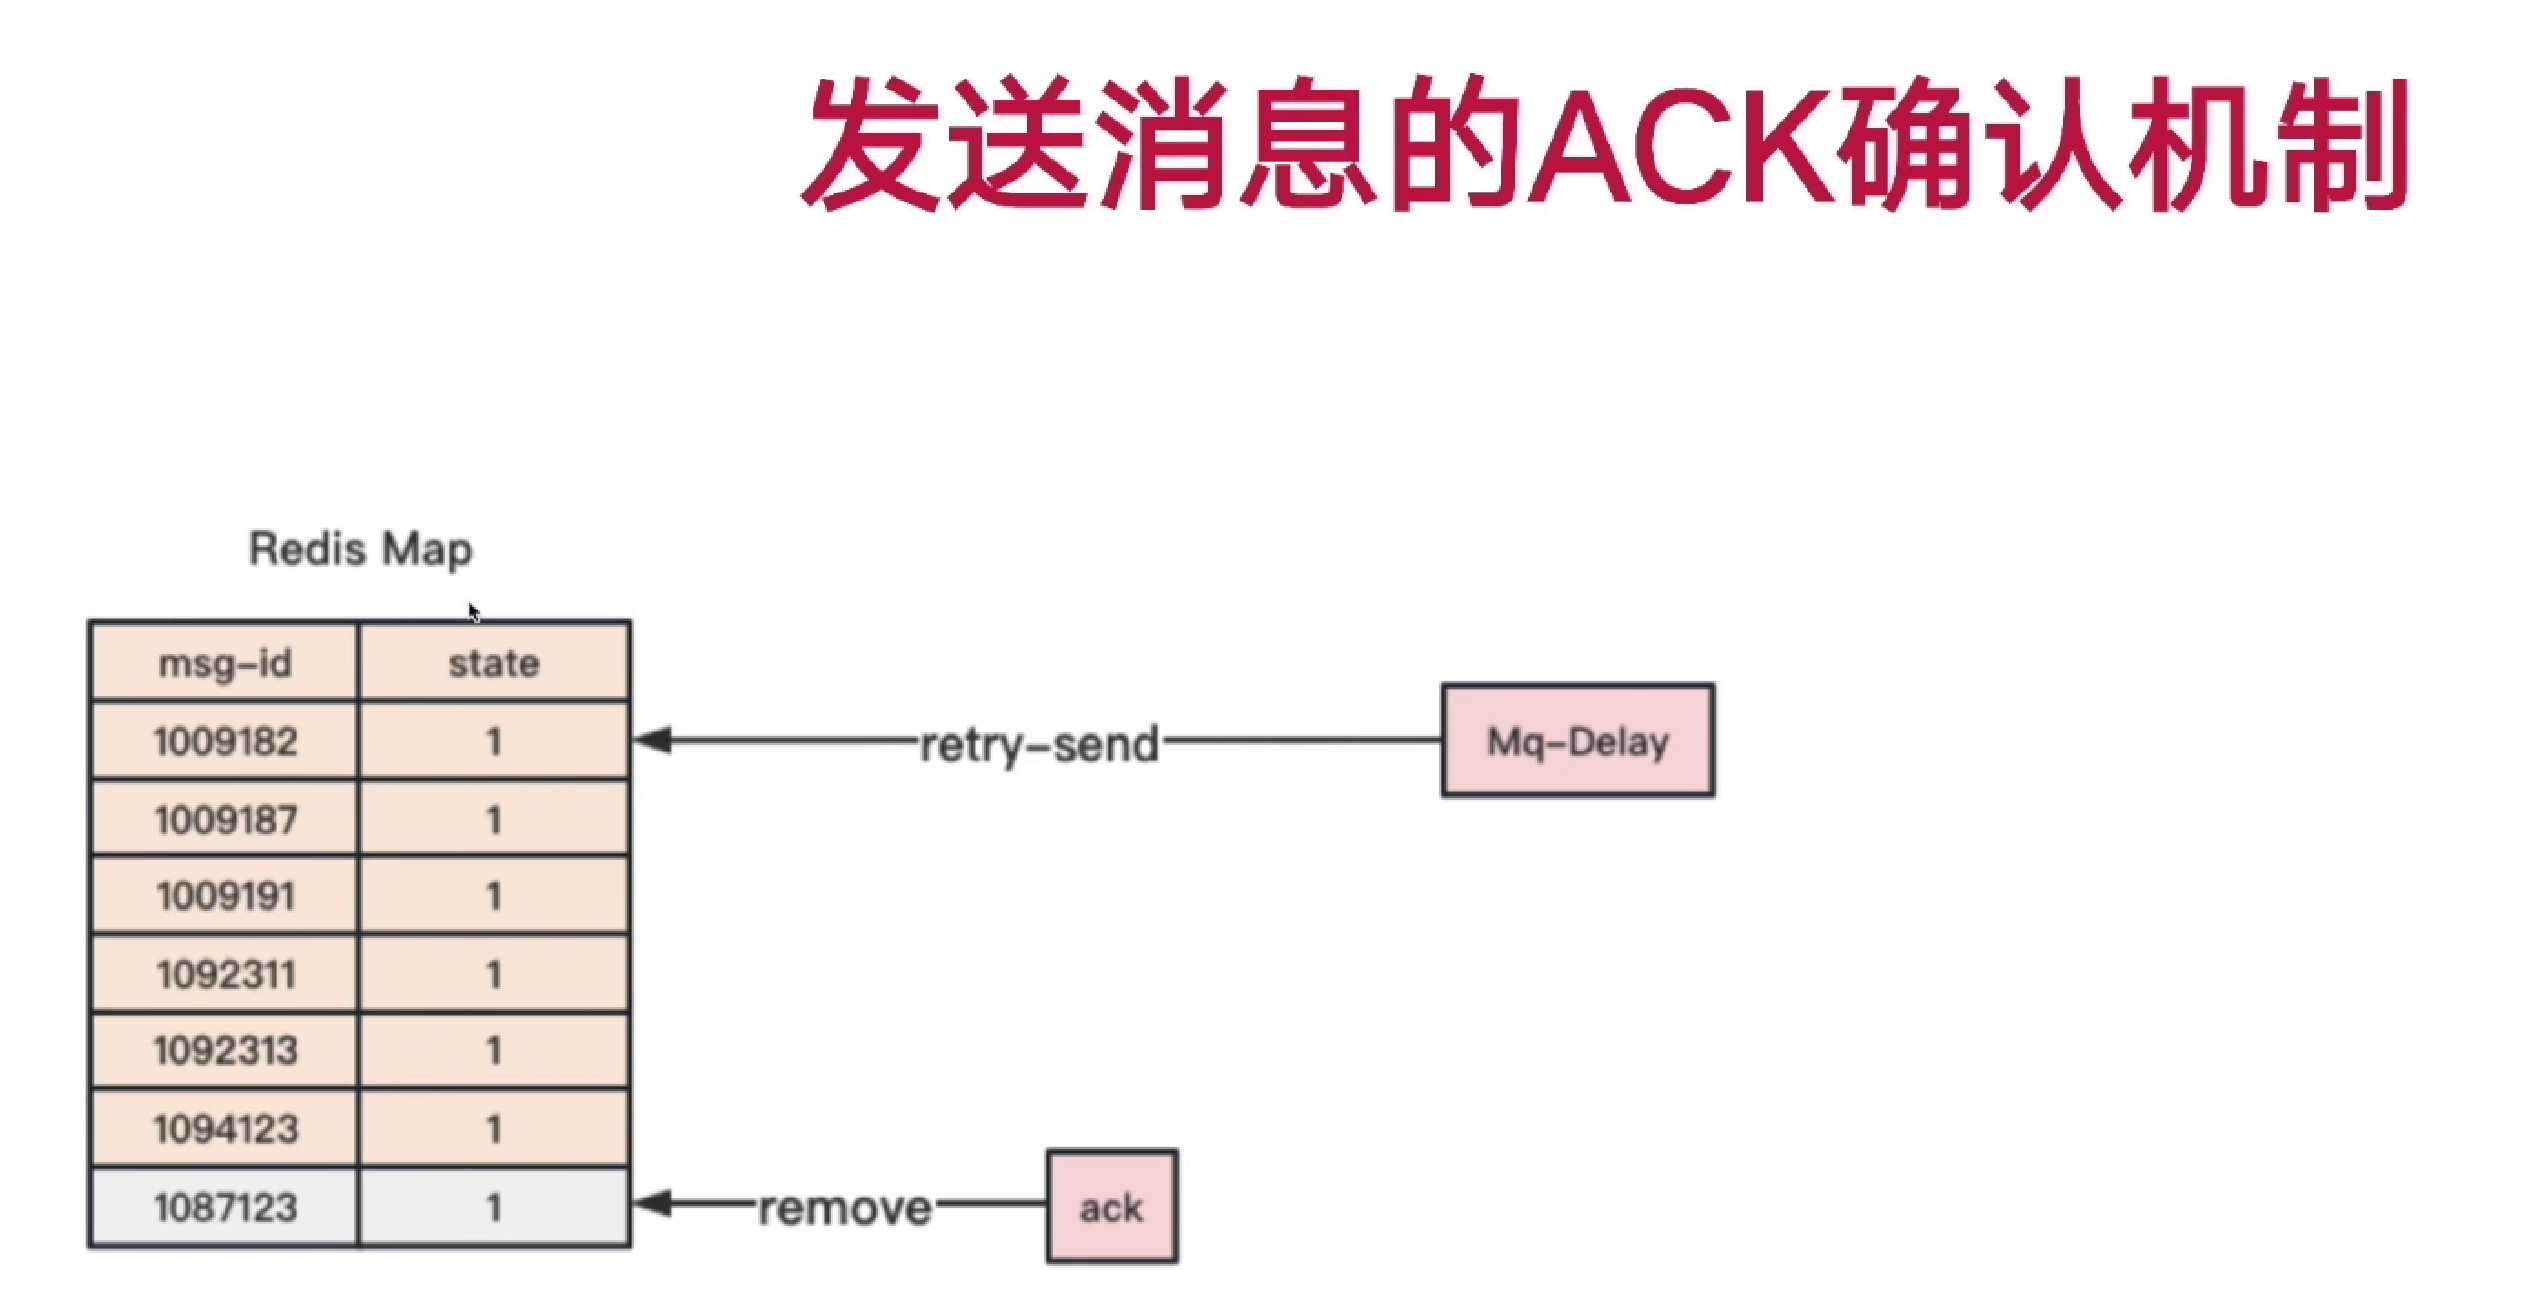 发送消息的ACK确认机制
Redis Map
msg-id state
1009182 1
retry-send
Mq-Delay
1009187 1
1009191 1
1092311 1
1092313 1
1094123 1
1087123 1
remove
ack